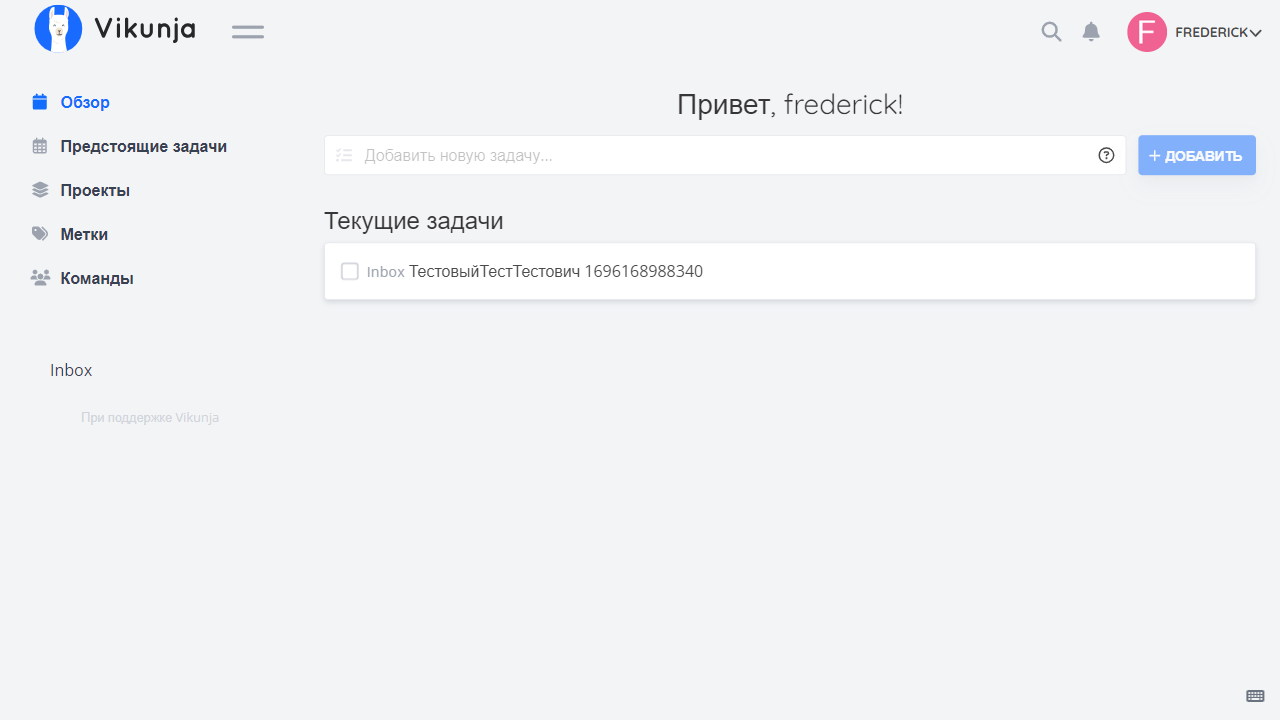 Vikunja
F FREDERICK
Обзор
Предстоящие задачи
Проекты
Метки
Команды
Inbox
При поддержке Vikunja
Привет, frederick!
Добавить новую задачу...
+ ДОБАВИТЬ
Текущие задачи
Inbox ТестовыйТестТестович 1696168988340